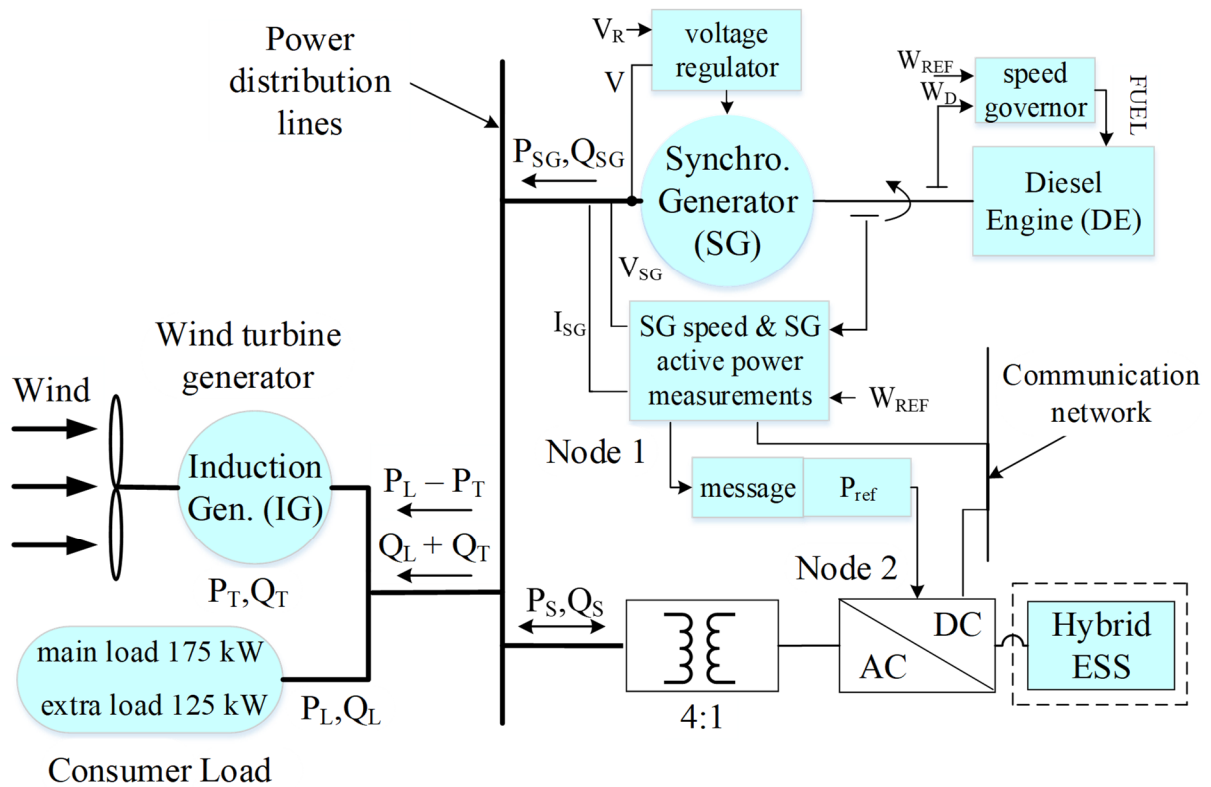 Power
distribution
lines
V_R
voltage
regulator
V
W_REF
W_D
speed
governor
FUEL
P_SG,Q_SG
Synchro.
Generator
(SG)
Diesel
Engine (DE)
V_SG
I_SG
SG speed & SG
active power
measurements
W_REF
Communication
network
Node 1
message
P_ref
Wind turbine
generator
Wind
Induction
Gen. (IG)
P_L – P_T
Q_L + Q_T
P_T,Q_T
Node 2
P_S,Q_S
DC
AC
Hybrid
ESS
4:1
main load 175 kW
extra load 125 kW
P_L,Q_L
Consumer Load